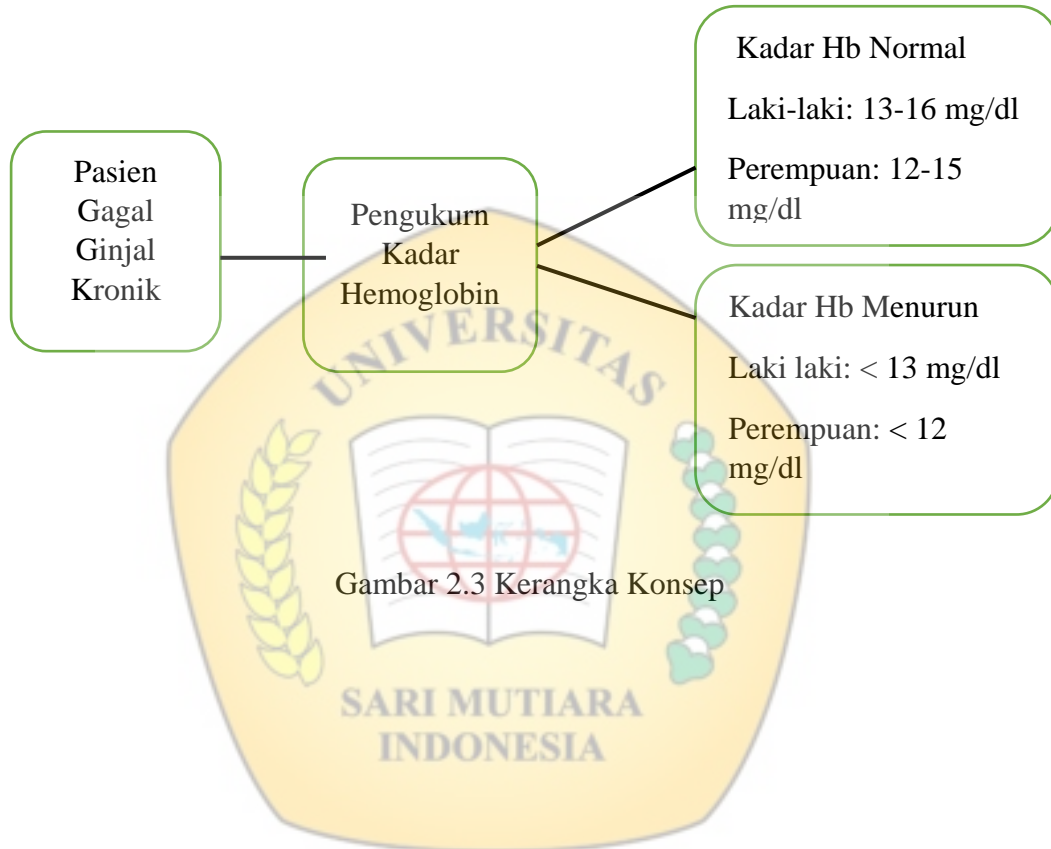 Pasien
Gagal
Ginjal
Kronik
Pengukurn
Kadar
Hemoglobin
Kadar Hb Normal
Laki-laki: 13-16 mg/dl
Perempuan: 12-15
mg/dl
Kadar Hb Menurun
Laki laki: < 13 mg/dl
Perempuan: < 12
mg/dl
Gambar 2.3 Kerangka Konsep
UNIVERSITAS
SARI MUTIARA
INDONESIA